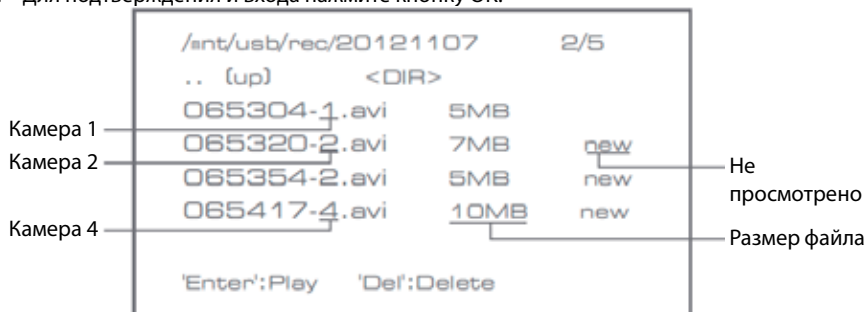 Для подтверждения и входа нажмите кнопку OK.
/mnt/usb/rec/20121107 2/5
.. (up) <DIR>
065304-1.avi 5MB
Камера 1
065320-2.avi 7MB new
Камера 2
Не
065354-2.avi 5MB new
просмотрено
065417-4.avi 10MB new
Камера 4
Размер файла
'Enter':Play 'Del':Delete